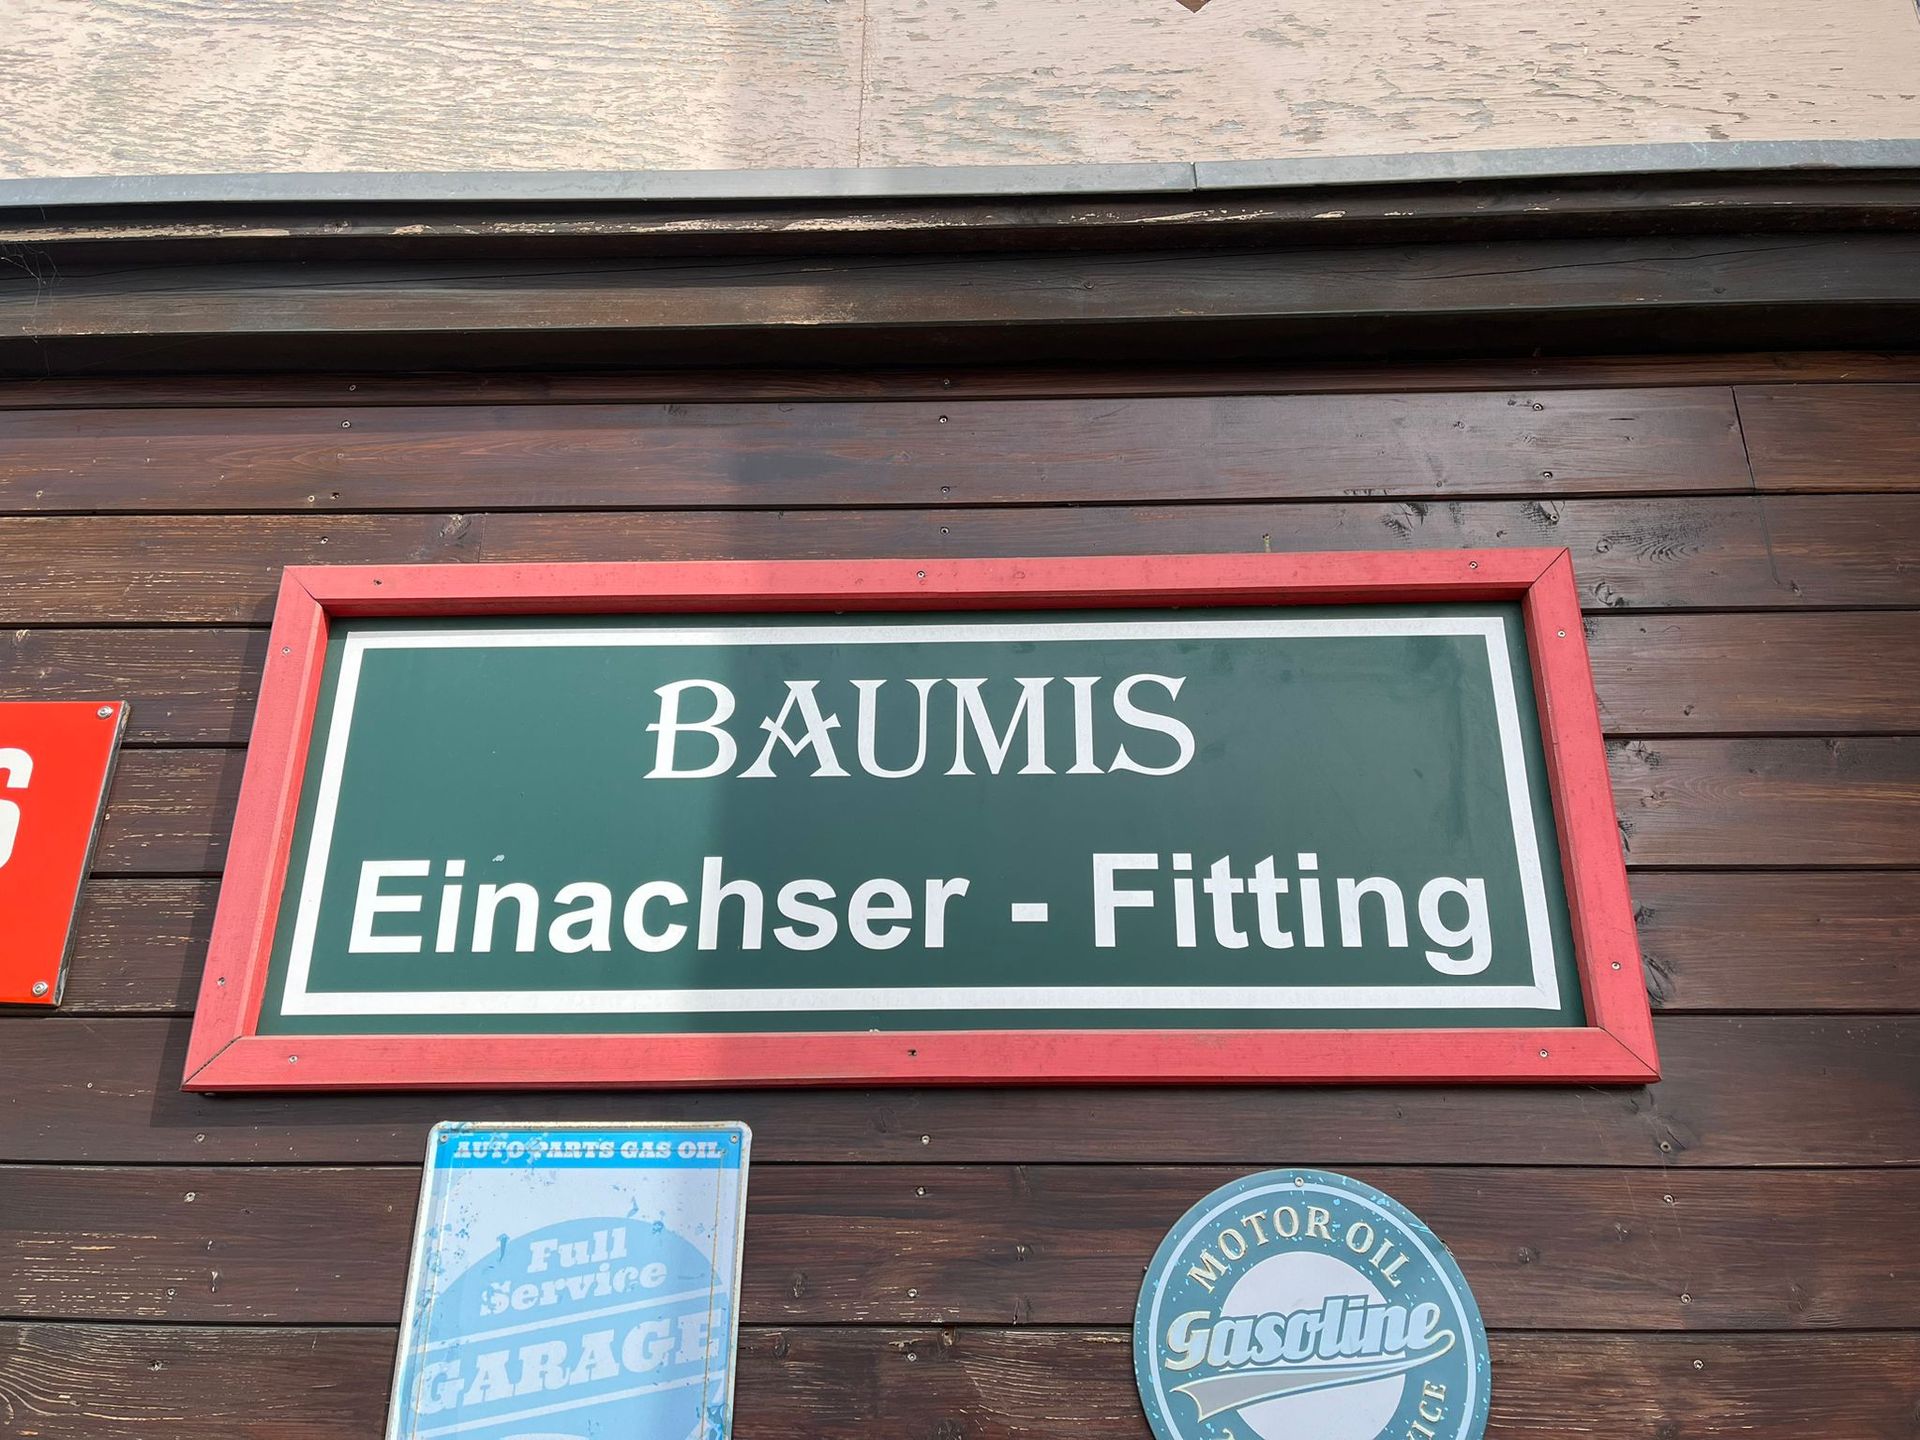 BAUMIS
Einachser - Fitting
AUTO PARTS GAS OIL
Full
Service
GARAGE
MOTOR OIL
Gasoline